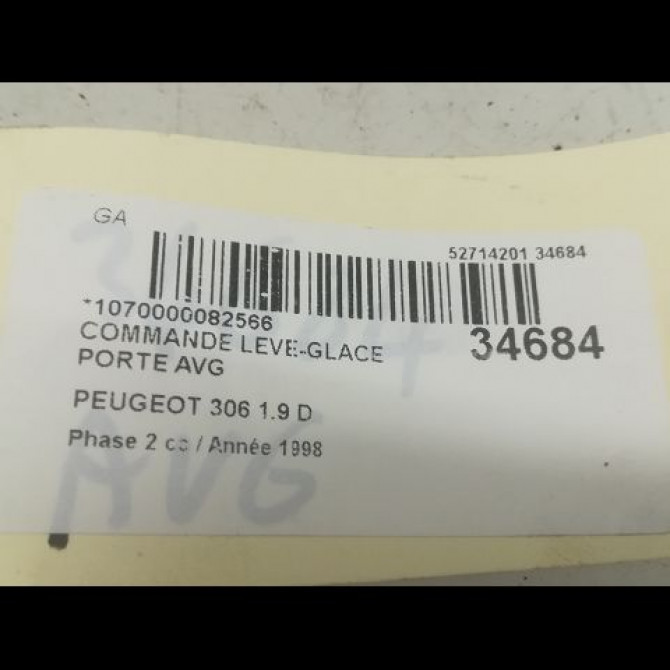 GA
52714201 34684
*1070000082566
34684
COMMANDE LEVE-GLACE
PORTE AVG
PEUGEOT 306 1.9 D
Phase 2 / Année 1998
AVG